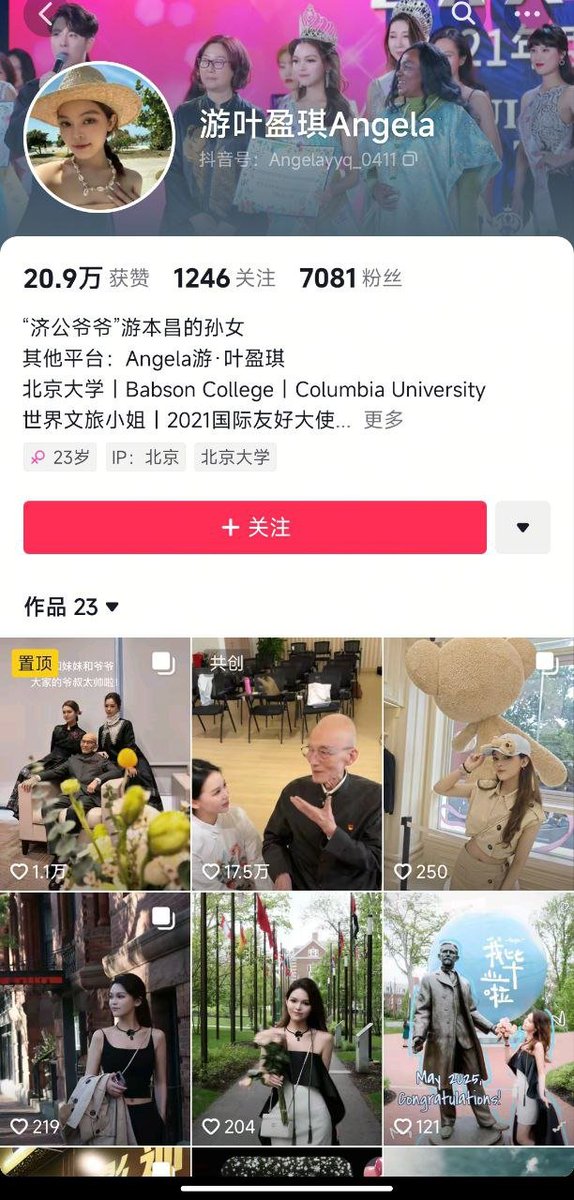 21年
游叶盈琪Angela
抖音号：Angelayyq_0411
20.9万 获赞 1246 关注 7081 粉丝
“济公爷爷”游本昌的孙女
其他平台：Angela游·叶盈琪
北京大学丨Babson College丨Columbia University
世界文旅小姐丨2021国际友好大使... 更多
23岁 IP：北京 北京大学
+ 关注
作品 23
置顶 和妹妹和爷爷
大家的爷叔太帅啦！
共创
1.1万
17.5万
250
我毕业啦
May 2025,
Congratulations!
219
204
121